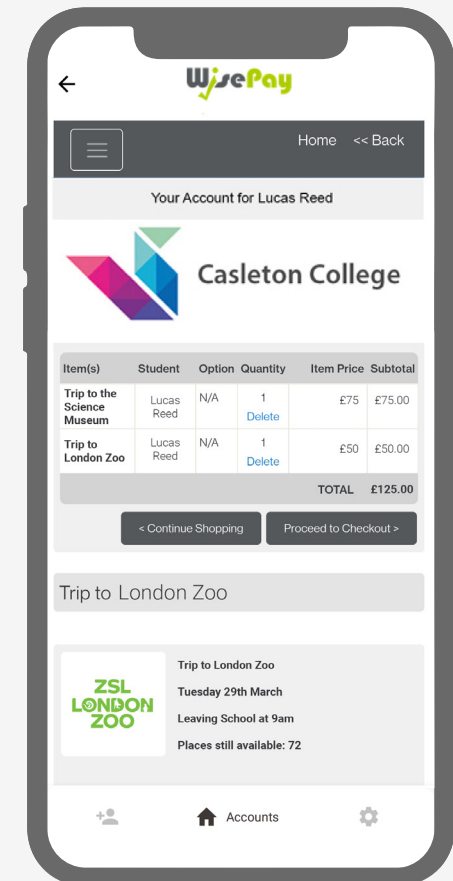 WisePay
Home << Back
Your Account for Lucas Reed
Casleton College
Item(s) Student Option Quantity Item Price Subtotal
Trip to the Science Museum Lucas Reed N/A 1 Delete £75 £75.00
Trip to London Zoo Lucas Reed N/A 1 Delete £50 £50.00
TOTAL £125.00
< Continue Shopping Proceed to Checkout >
Trip to London Zoo
ZSL
LONDON
ZOO
Trip to London Zoo
Tuesday 29th March
Leaving School at 9am
Places still available: 72
Accounts